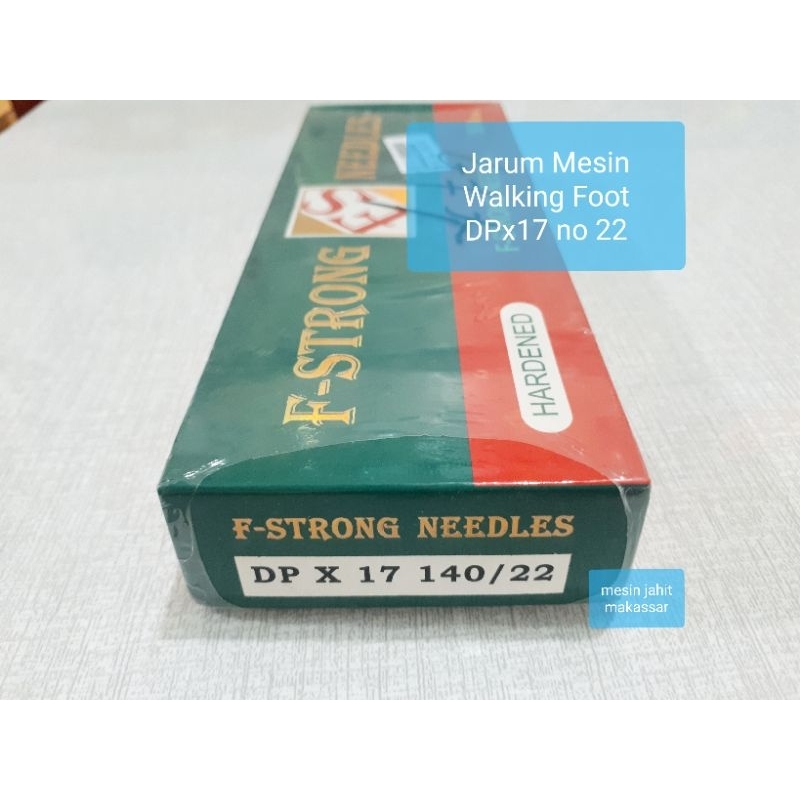 Jarum Mesin
Walking Foot
DPx17 no 22
F-STRONG NEEDLES
HARDENED
F-STRONG NEEDLES
DP X 17 140/22
mesin jahit
makassar